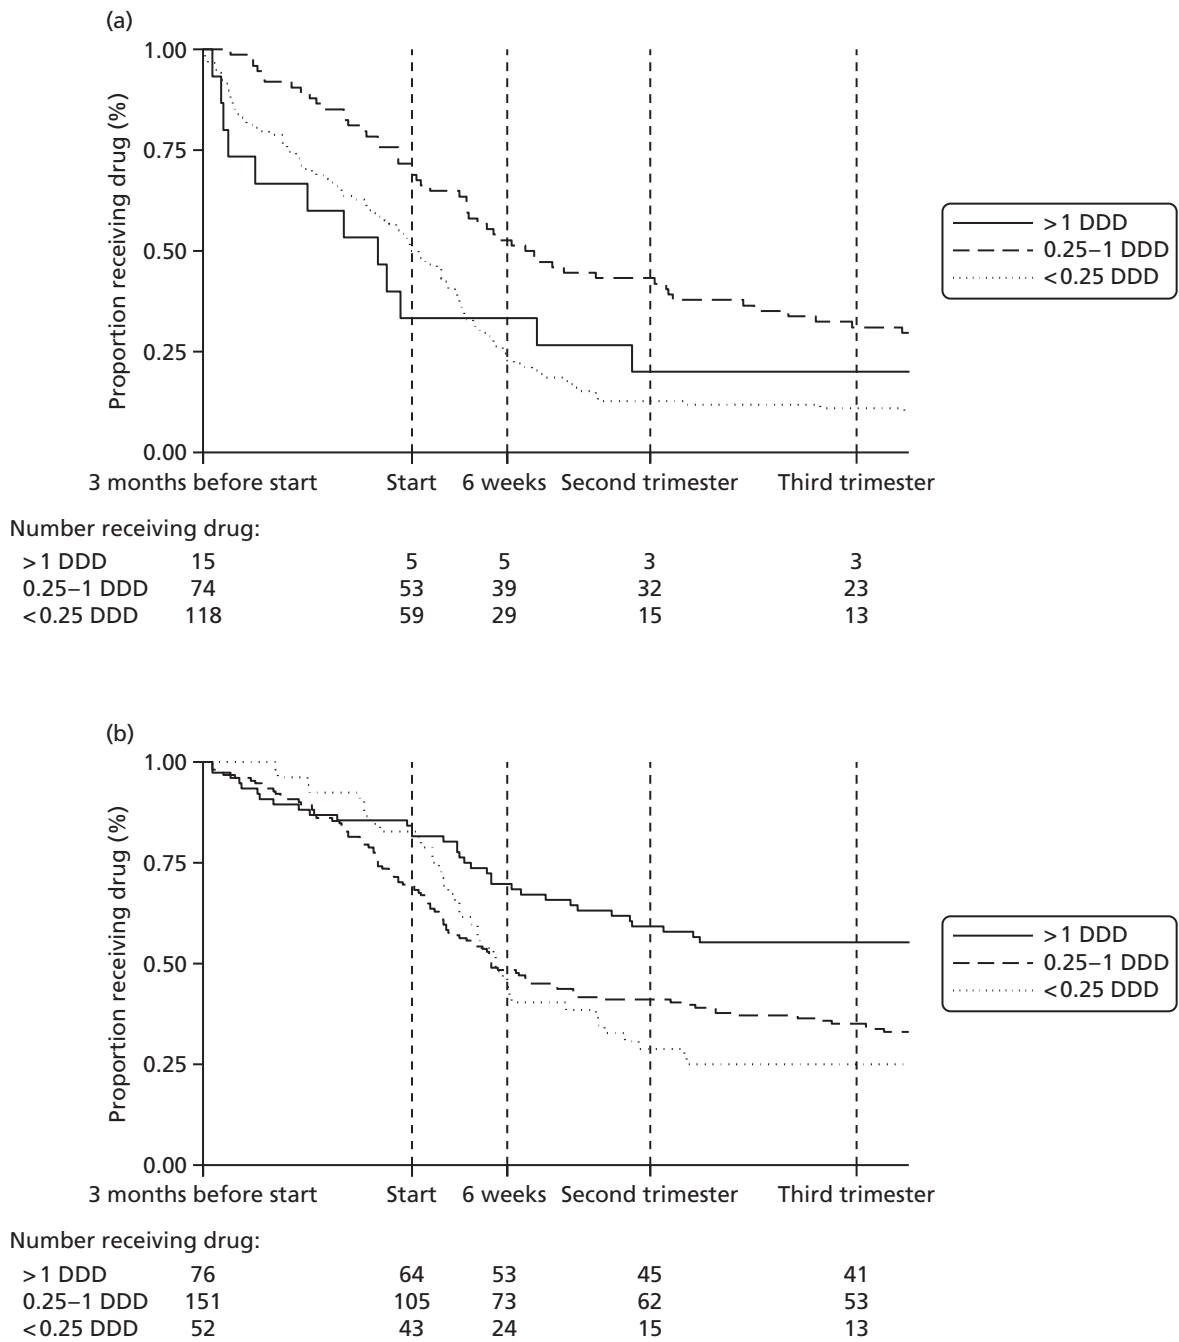 (a)
1.00
0.75
0.50
0.25
0.00
Proportion receiving drug (%)
3 months before start Start 6 weeks Second trimester Third trimester
>1 DDD
0.25–1 DDD
<0.25 DDD
Number receiving drug:
>1 DDD 15 5 5 3 3
0.25–1 DDD 74 53 39 32 23
<0.25 DDD 118 59 29 15 13
(b)
1.00
0.75
0.50
0.25
0.00
Proportion receiving drug (%)
3 months before start Start 6 weeks Second trimester Third trimester
>1 DDD
0.25–1 DDD
<0.25 DDD
Number receiving drug:
>1 DDD 76 64 53 45 41
0.25–1 DDD 151 105 73 62 53
<0.25 DDD 52 43 24 15 13